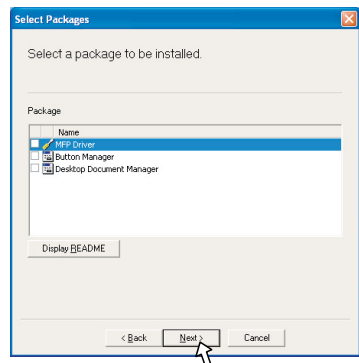 Select Packages
Select a package to be installed.
Package
Name
MFP Driver
Button Manager
Desktop Document Manager
Display README
< Back Next > Cancel